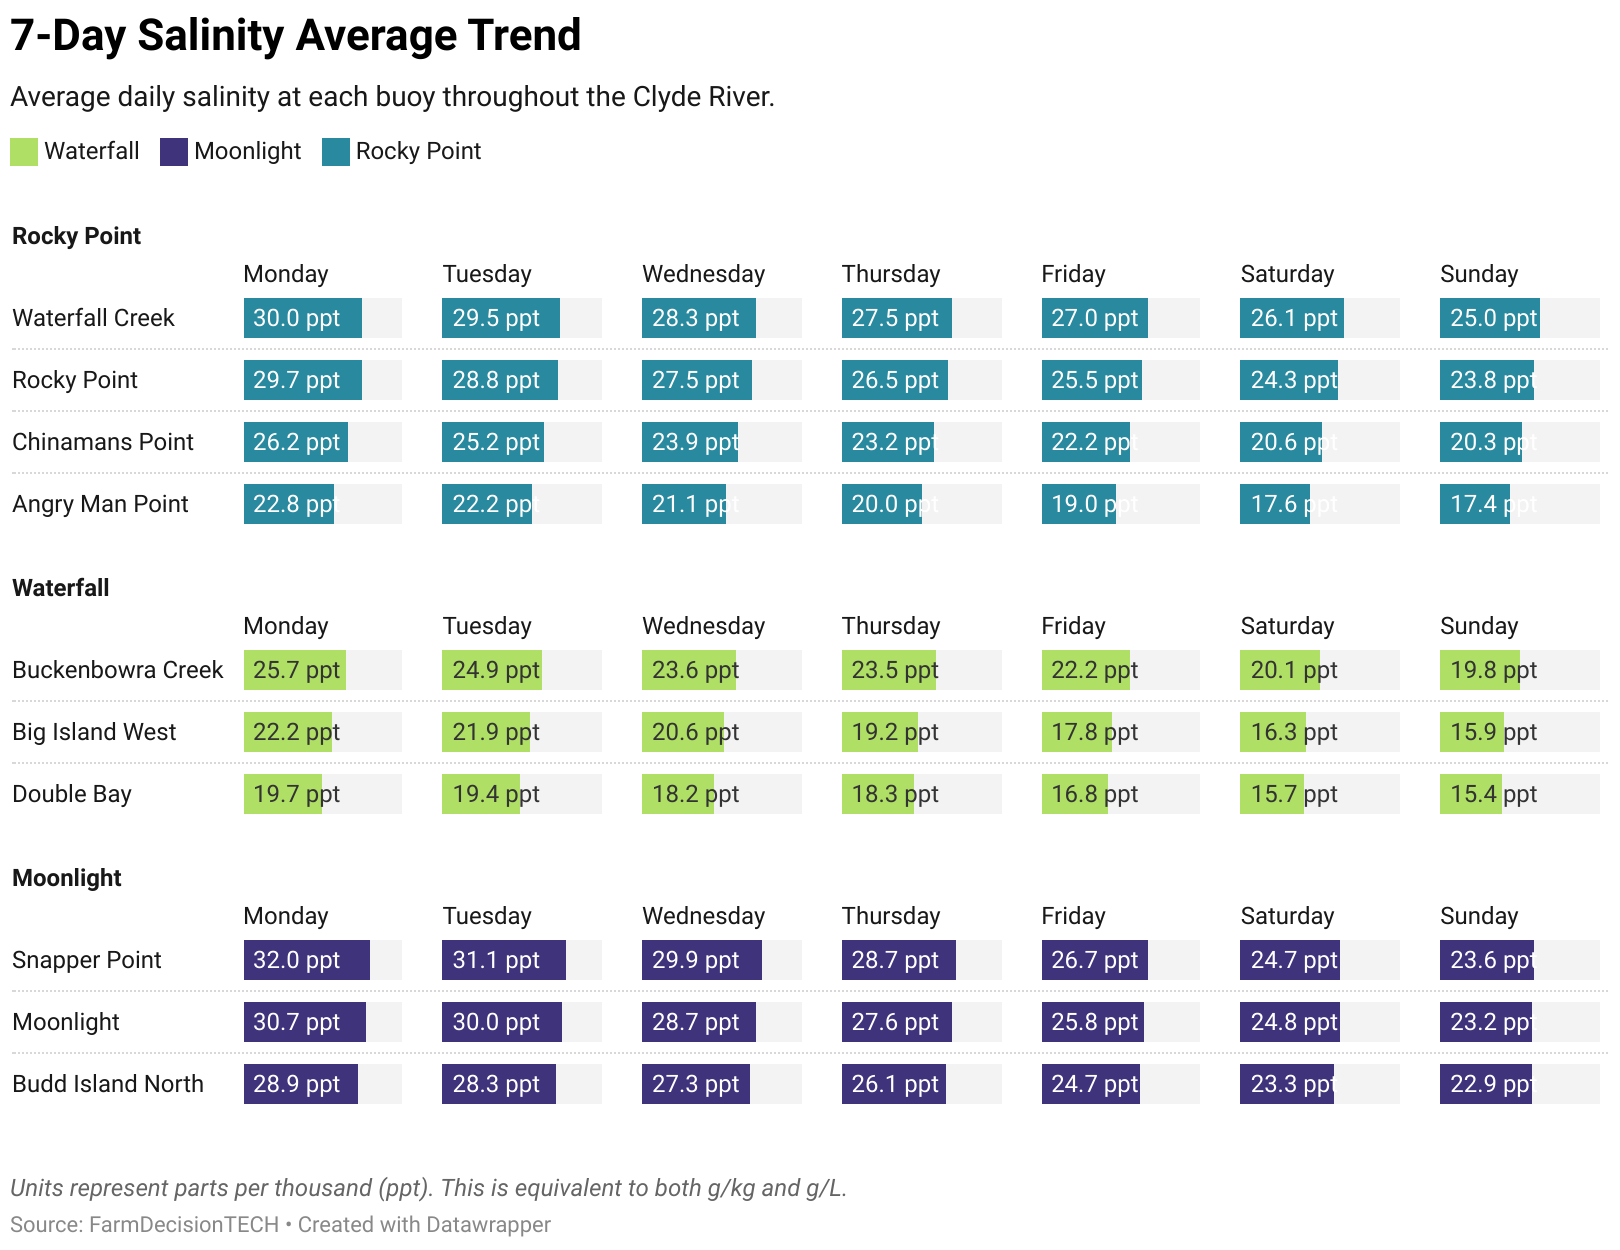 7-Day Salinity Average Trend
Average daily salinity at each buoy throughout the Clyde River.
Waterfall Moonlight Rocky Point
Rocky Point
Monday Tuesday Wednesday Thursday Friday Saturday Sunday
Waterfall Creek 30.0 ppt 29.5 ppt 28.3 ppt 27.5 ppt 27.0 ppt 26.1 ppt 25.0 ppt
Rocky Point 29.7 ppt 28.8 ppt 27.5 ppt 26.5 ppt 25.5 ppt 24.3 ppt 23.8 ppt
Chinamans Point 26.2 ppt 25.2 ppt 23.9 ppt 23.2 ppt 22.2 ppt 20.6 ppt 20.3 ppt
Angry Man Point 22.8 ppt 22.2 ppt 21.1 ppt 20.0 ppt 19.0 ppt 17.6 ppt 17.4 ppt
Waterfall
Monday Tuesday Wednesday Thursday Friday Saturday Sunday
Buckenbowra Creek 25.7 ppt 24.9 ppt 23.6 ppt 23.5 ppt 22.2 ppt 20.1 ppt 19.8 ppt
Big Island West 22.2 ppt 21.9 ppt 20.6 ppt 19.2 ppt 17.8 ppt 16.3 ppt 15.9 ppt
Double Bay 19.7 ppt 19.4 ppt 18.2 ppt 18.3 ppt 16.8 ppt 15.7 ppt 15.4 ppt
Moonlight
Monday Tuesday Wednesday Thursday Friday Saturday Sunday
Snapper Point 32.0 ppt 31.1 ppt 29.9 ppt 28.7 ppt 26.7 ppt 24.7 ppt 23.6 ppt
Moonlight 30.7 ppt 30.0 ppt 28.7 ppt 27.6 ppt 25.8 ppt 24.8 ppt 23.2 ppt
Budd Island North 28.9 ppt 28.3 ppt 27.3 ppt 26.1 ppt 24.7 ppt 23.3 ppt 22.9 ppt
Units represent parts per thousand (ppt). This is equivalent to both g/kg and g/L.
Source: FarmDecisionTECH • Created with Datawrapper